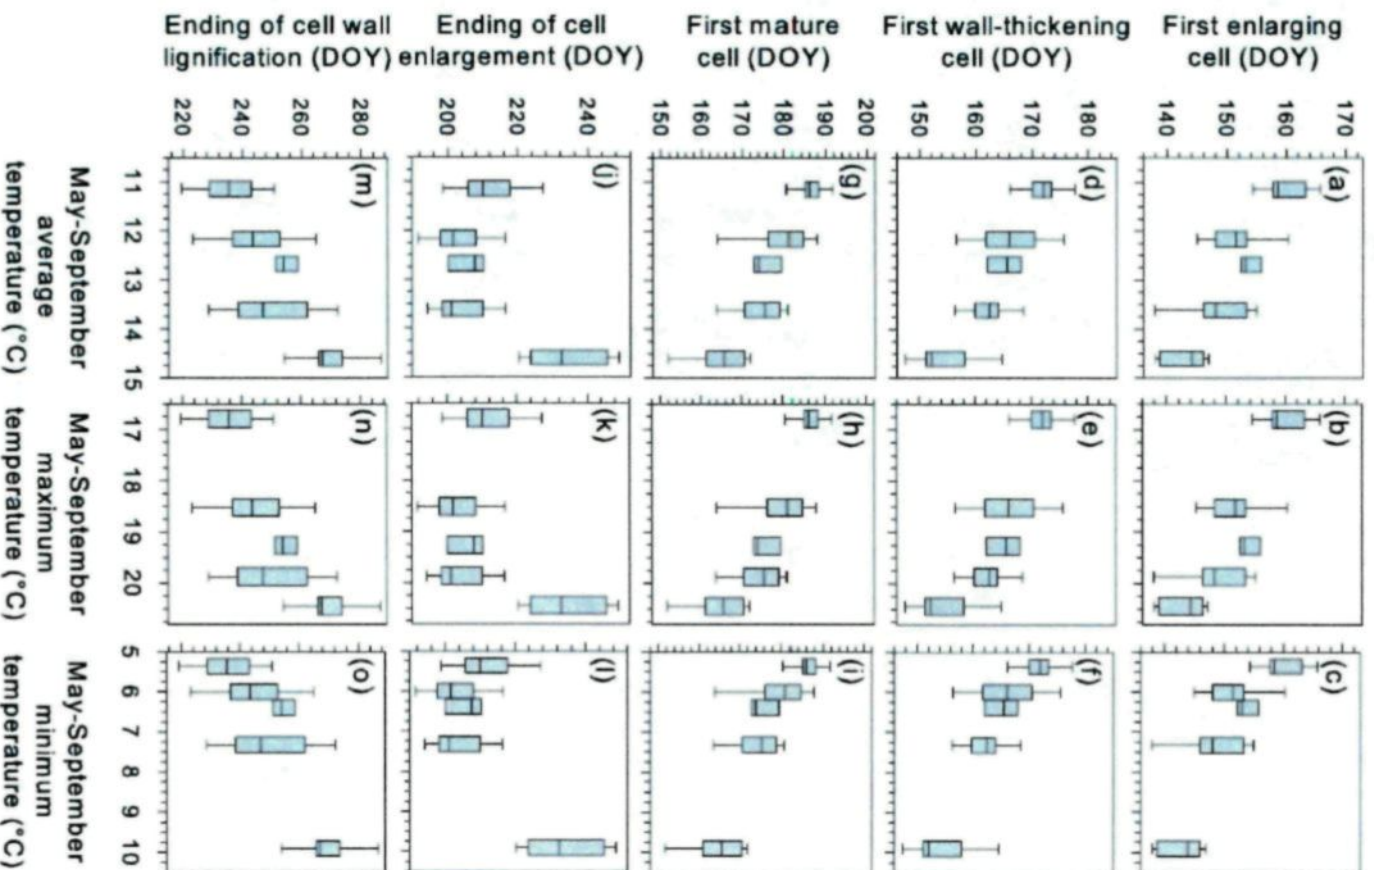 First enlarging
cell (DOY)
170
160
150
140
(a)
(b)
(c)
First wall-thickening
cell (DOY)
180
170
160
150
(d)
(e)
(f)
First mature
cell (DOY)
200
190
180
170
160
150
(g)
(h)
(i)
Ending of cell
enlargement (DOY)
240
220
200
(j)
(k)
(l)
Ending of cell wall
lignification (DOY)
280
260
240
220
(m)
(n)
(o)
11 12 13 14 15
17 18 19 20
5 6 7 8 9 10
May-September
average
temperature (°C)
May-September
maximum
temperature (°C)
May-September
minimum
temperature (°C)